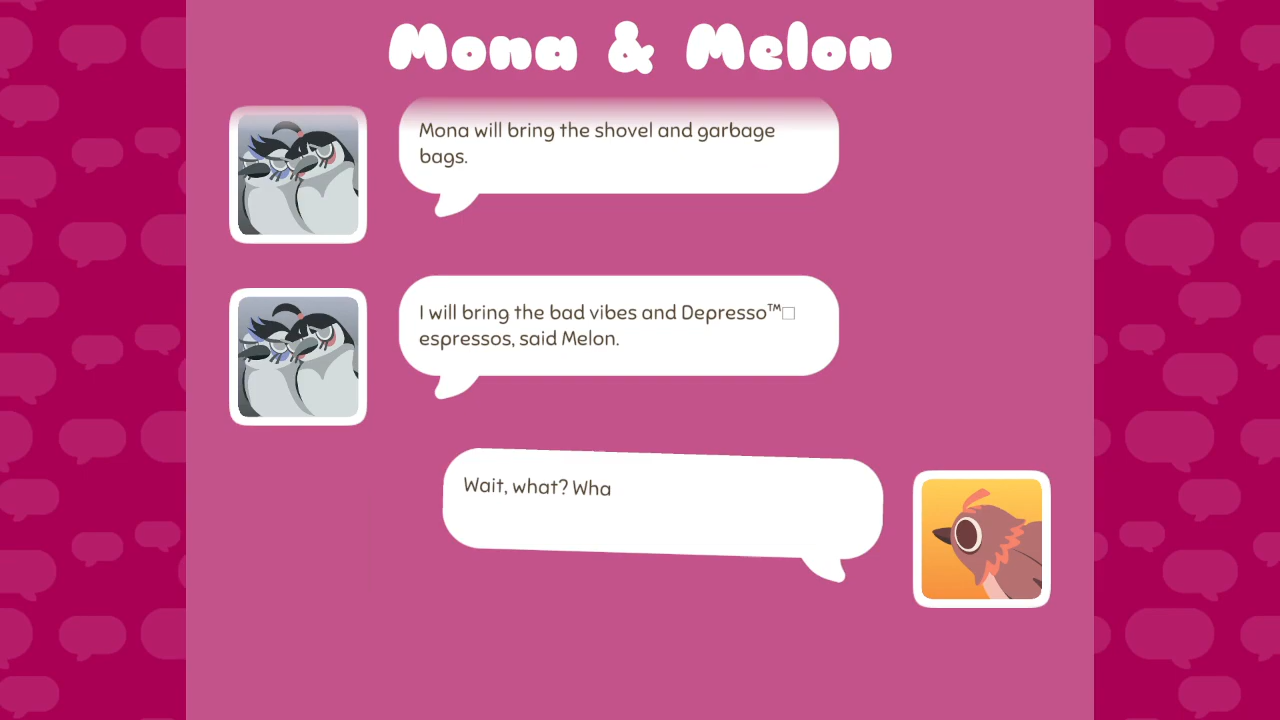 Mona & Melon
Mona will bring the shovel and garbage
bags.
I will bring the bad vibes and Depresso™□
espressos, said Melon.
Wait, what? Wha